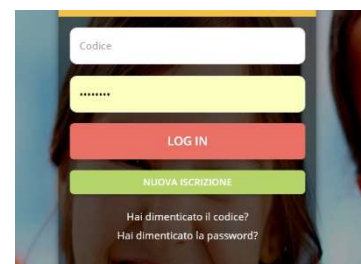 Codice
••••••••
LOG IN
NUOVA ISCRIZIONE
Hai dimenticato il codice?
Hai dimenticato la password?